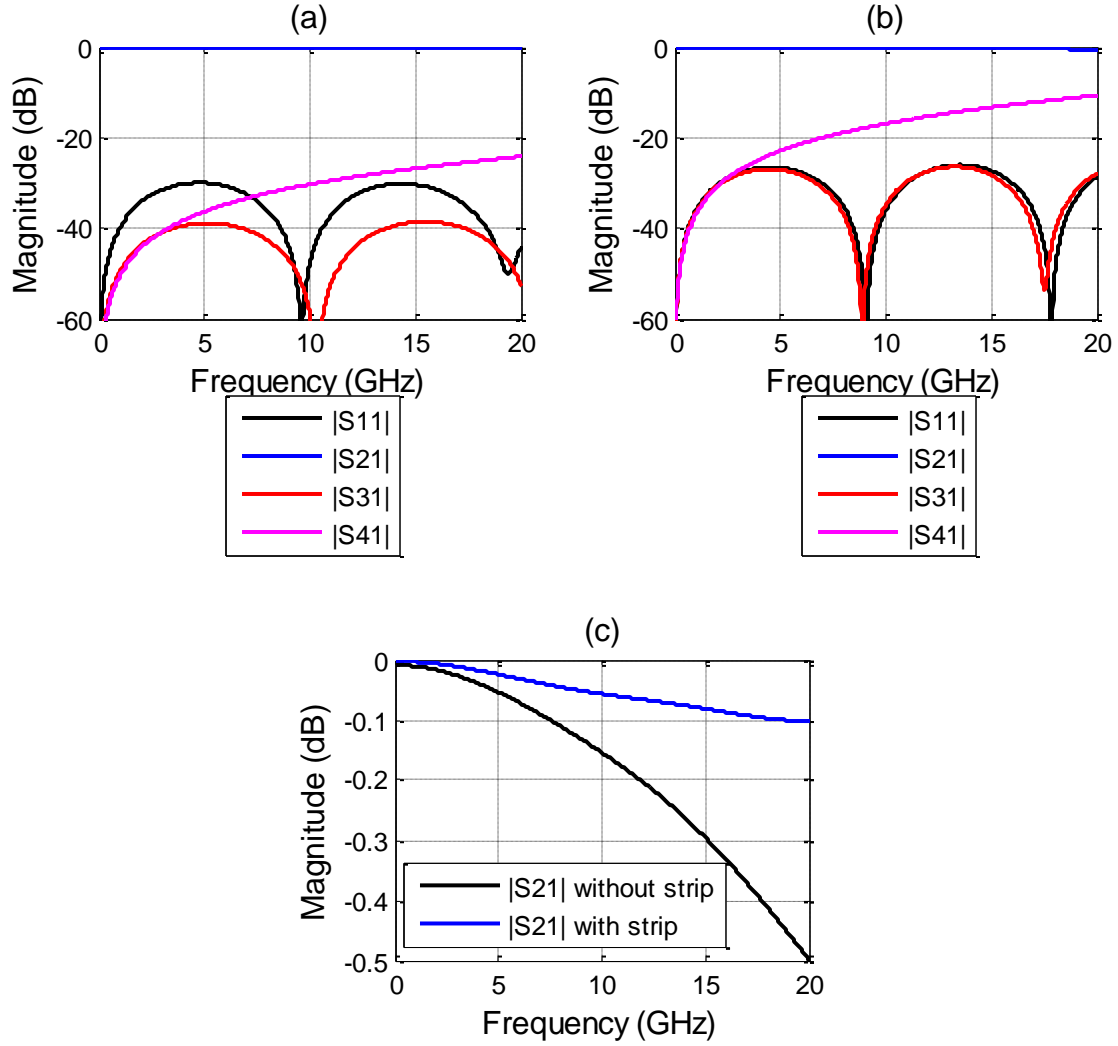 (a)
0
-20
-40
-60
Magnitude (dB)
0 5 10 15 20
Frequency (GHz)
|S11|
|S21|
|S31|
|S41|
(b)
0
-20
-40
-60
Magnitude (dB)
0 5 10 15 20
Frequency (GHz)
|S11|
|S21|
|S31|
|S41|
(c)
0
-0.1
-0.2
-0.3
-0.4
-0.5
Magnitude (dB)
|S21| without strip
|S21| with strip
0 5 10 15 20
Frequency (GHz)